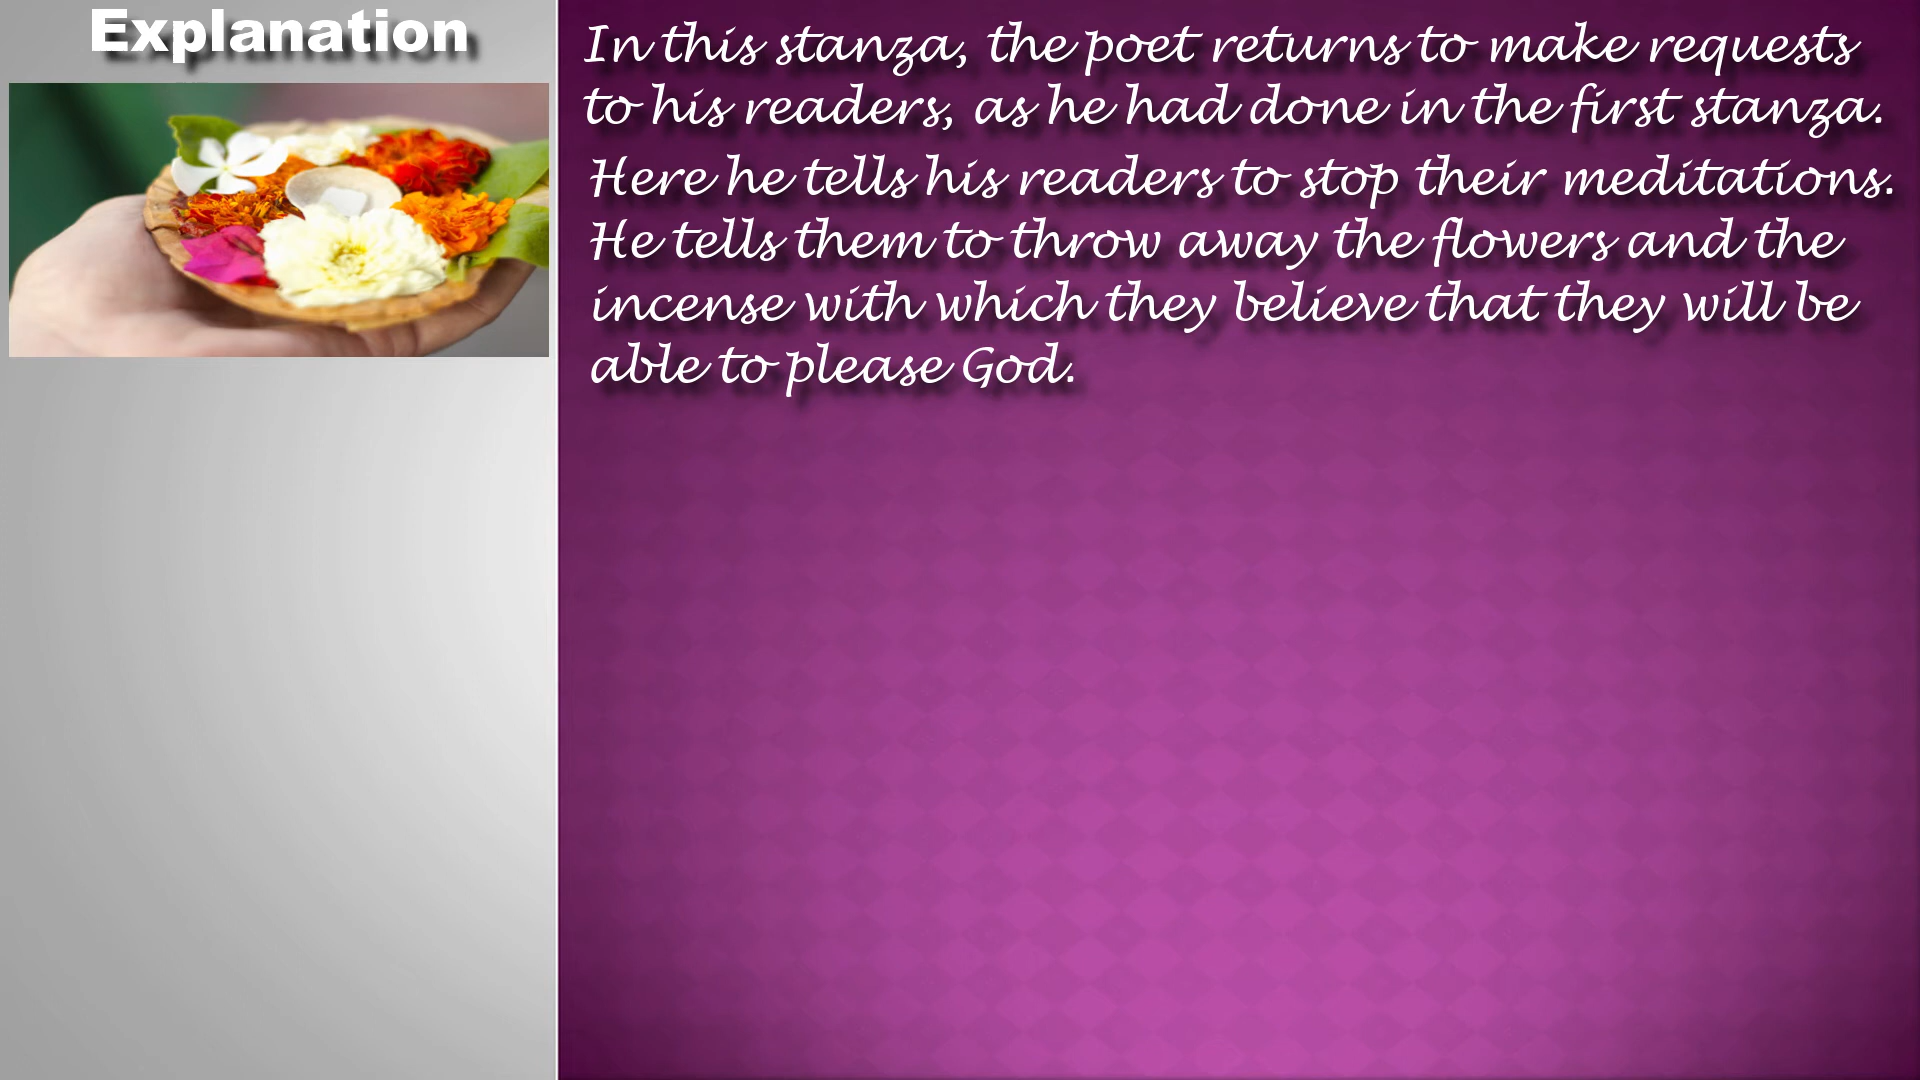 Explanation
In this stanza, the poet returns to make requests
to his readers, as he had done in the first stanza.
Here he tells his readers to stop their meditations.
He tells them to throw away the flowers and the
incense with which they believe that they will be
able to please God.